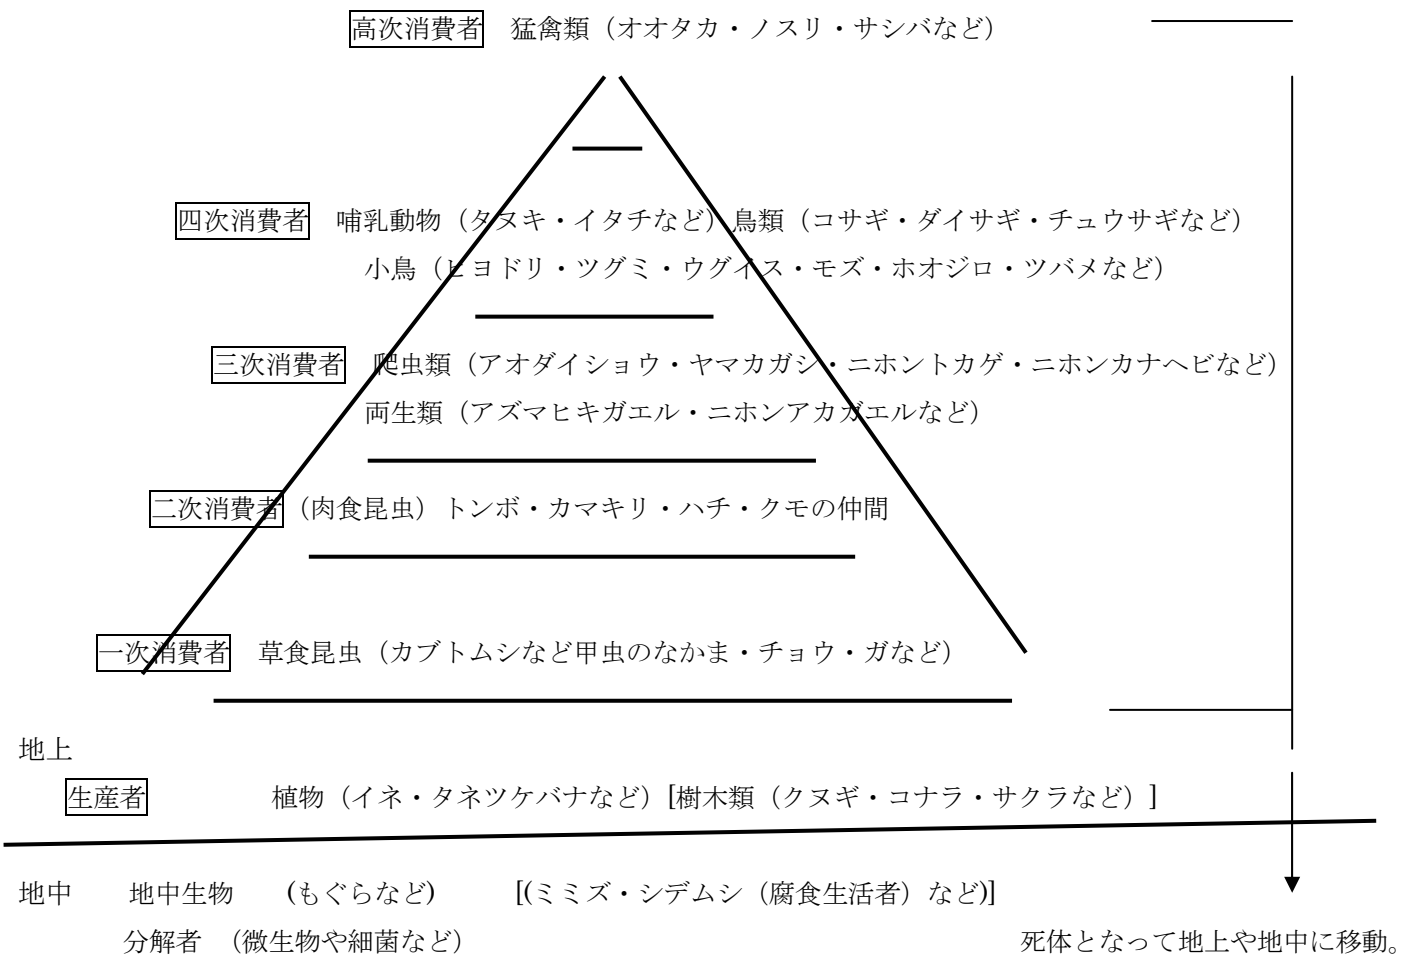 高次消費者　猛禽類（オオタカ・ノスリ・サシバなど）
四次消費者　哺乳動物（タヌキ・イタチなど）鳥類（コサギ・ダイサギ・チュウサギなど）
小鳥（ヒヨドリ・ツグミ・ウグイス・モズ・ホオジロ・ツバメなど）
三次消費者　爬虫類（アオダイショウ・ヤマカガシ・ニホントカゲ・ニホンカナヘビなど）
両生類（アズマヒキガエル・ニホンアカガエルなど）
二次消費者（肉食昆虫）トンボ・カマキリ・ハチ・クモの仲間
一次消費者　草食昆虫（カブトムシなど甲虫のなかま・チョウ・ガなど）
地上
生産者　植物（イネ・タネツケバナなど）[樹木類（クヌギ・コナラ・サクラなど）]
地中　地中生物　(もぐらなど)　[(ミミズ・シデムシ（腐食生活者）など)]
分解者　（微生物や細菌など）　死体となって地上や地中に移動。